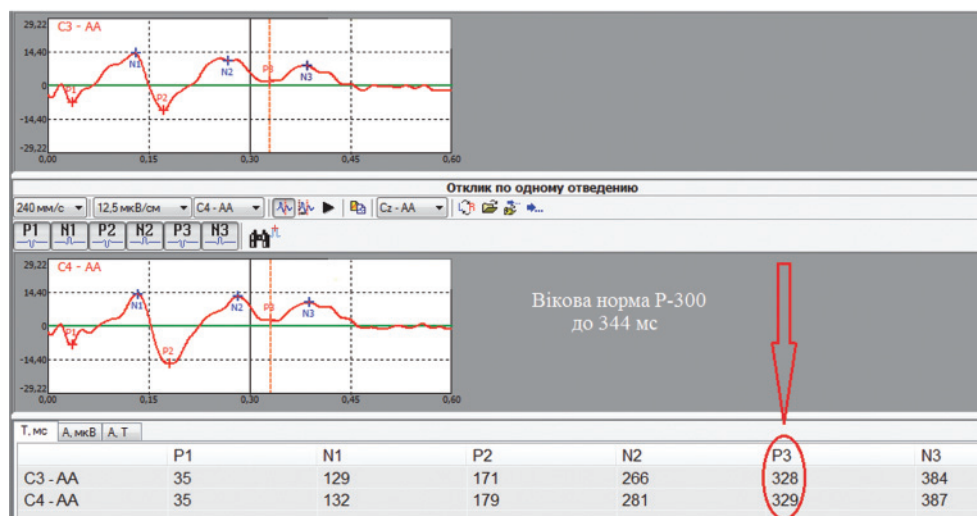 29,22
C3 - AA
14,40
N1
N2
P3
N3
0
P1
P2
-14,40
-29,22
0,00 0,15 0,30 0,45 0,60
Отклик по одному отведению
240 мм/с 12,5 мкВ/см C4 - AA Cz - AA
P1 N1 P2 N2 P3 N3
29,22
C4 - AA
14,40
N1
N2
P3
N3
0
P1
P2
-14,40
-29,22
0,00 0,15 0,30 0,45 0,60
Вікова норма Р-300
до 344 мс
Т, мс А, мкВ А, Т
P1 N1 P2 N2 P3 N3
C3 - AA 35 129 171 266 328 384
C4 - AA 35 132 179 281 329 387